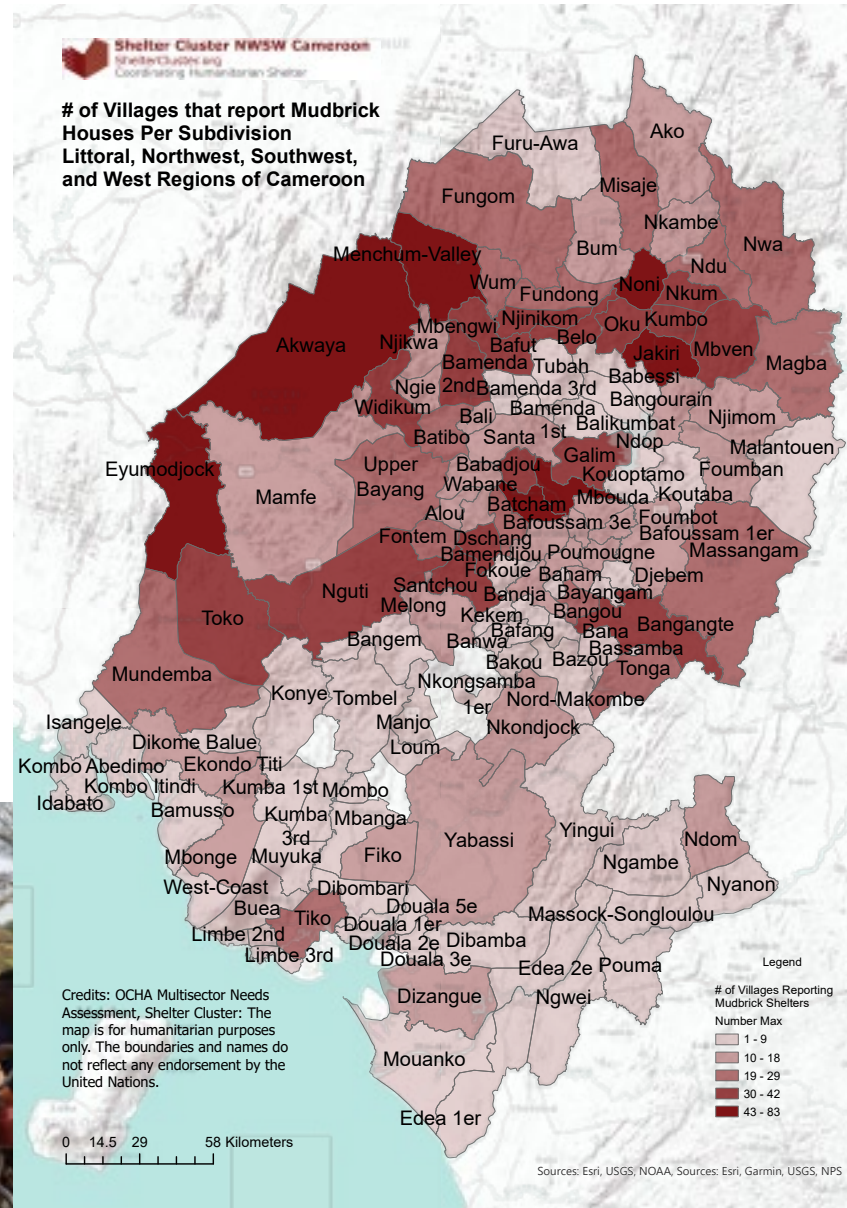 Shelter Cluster NWSW Cameroon
ShelterCluster.org
Coordinating Humanitarian Shelter
# of Villages that report Mudbrick
Houses Per Subdivision
Littoral, Northwest, Southwest,
and West Regions of Cameroon
Furu-Awa
Ako
Misaje
Fungom
Nkambe
Bum
Nwa
Menchum-Valley
Ndu
Wum
Noni
Nkum
Fundong
Njinikom
Oku
Kumbo
Mbengwi
Akwaya
Njikwa
Bafut
Belo
Jakiri
Mbven
Magba
Bamenda
2nd
Tubah
Babessi
Ngie
Bamenda 3rd
Bangourain
Widikum
Bali
Bamenda
1st
Balikumbat
Njimom
Batibo
Santa
Ndop
Malantouen
Galim
Eyumodjock
Upper
Bayang
Babadjou
Kouoptamo
Foumban
Mamfe
Wabane
Batcham
Mbouda
Koutaba
Alou
Bafoussam 3e
Foumbot
Bafoussam 1er
Fontem
Dschang
Bamendjou
Poumougne
Massangam
Fokoue
Baham
Djebem
Nguti
Santchou
Bandja
Bayangam
Toko
Melong
Bangou
Bangangte
Kekem
Bafang
Bana
Bangem
Banwa
Bassamba
Bakou
Bazou
Tonga
Mundemba
Nkongsamba
1er
Nord-Makombe
Konye
Tombel
Isangele
Manjo
Nkondjock
Dikome Balue
Loum
Kombo Abedimo
Ekondo Titi
Kombo Itindi
Kumba 1st
Mombo
Idabato
Bamusso
Kumba
3rd
Mbanga
Yabassi
Yingui
Ndom
Mbonge
Muyuka
Fiko
Ngambe
Nyanon
West-Coast
Dibombari
Buea
Douala 5e
Massock-Songloulou
Tiko
Douala 1er
Limbe 2nd
Douala 2e
Dibamba
Limbe 3rd
Douala 3e
Edea 2e
Pouma
Dizangue
Ngwei
Mouanko
Edea 1er
Legend
# of Villages Reporting
Mudbrick Shelters
Number Max
1 - 9
10 - 18
19 - 29
30 - 42
43 - 83
Credits: OCHA Multisector Needs
Assessment, Shelter Cluster: The
map is for humanitarian purposes
only. The boundaries and names do
not reflect any endorsement by the
United Nations.
0 14.5 29 58 Kilometers
Sources: Esri, USGS, NOAA, Sources: Esri, Garmin, USGS, NPS